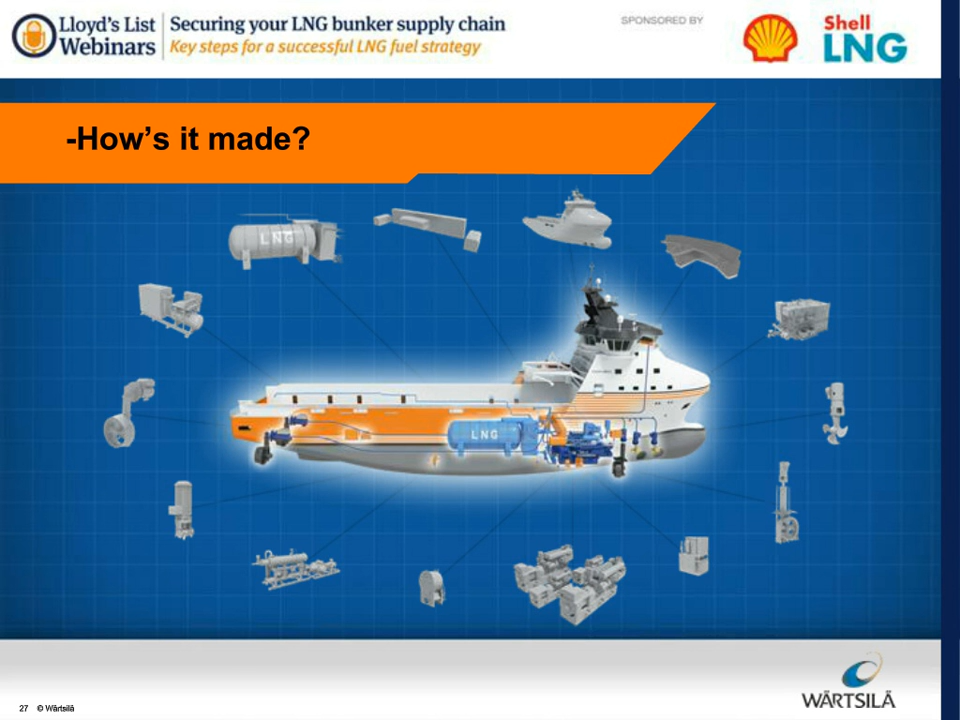 Lloyd's List
Webinars
Securing your LNG bunker supply chain
Key steps for a successful LNG fuel strategy
SPONSORED BY
Shell
LNG
-How’s it made?
LNG
LNG
27 © Wärtsilä
WÄRTSILÄ